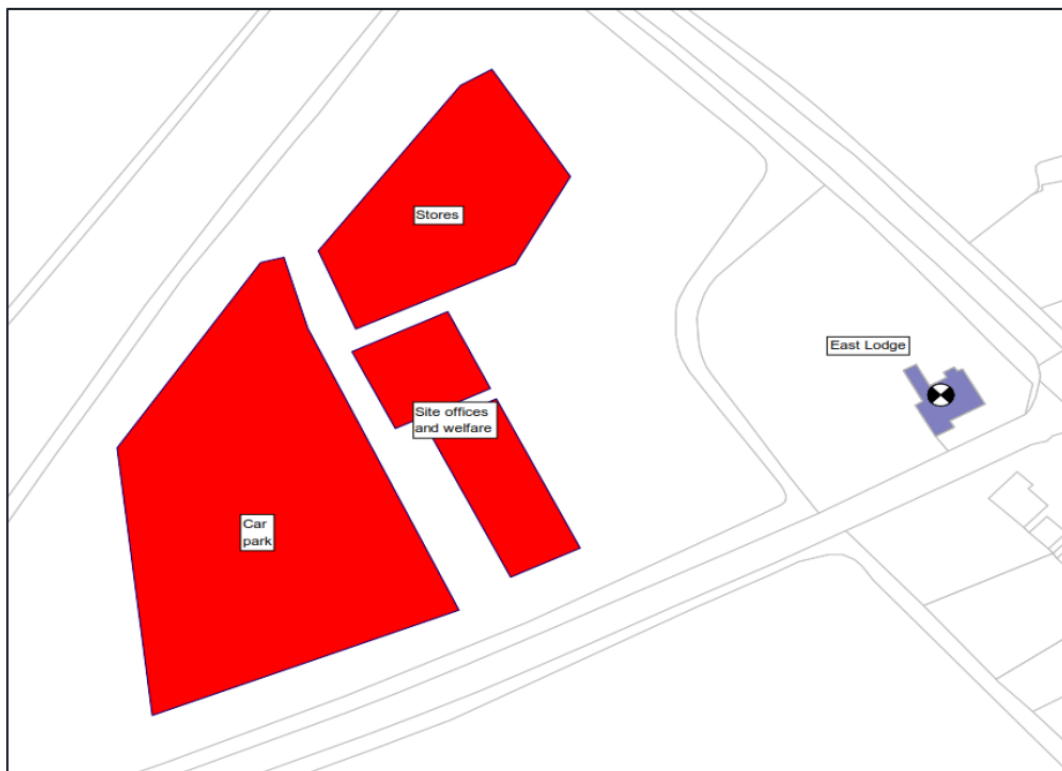 Stores
East Lodge
Site offices
and welfare
Car
park